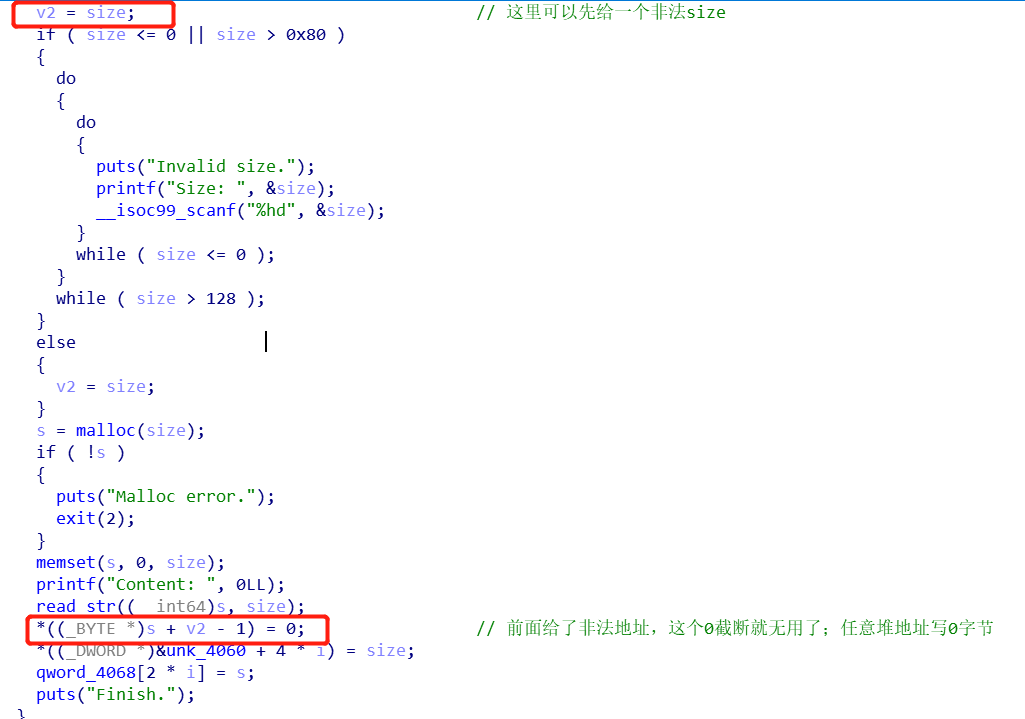 v2 = size; // 这里可以先给一个非法size
if ( size <= 0 || size > 0x80 )
{
do
{
do
{
puts("Invalid size.");
printf("Size: ", &size);
__isoc99_scanf("%hd", &size);
}
while ( size <= 0 );
}
while ( size > 128 );
}
else
{
v2 = size;
}
s = malloc(size);
if ( !s )
{
puts("Malloc error.");
exit(2);
}
memset(s, 0, size);
printf("Content: ", 0LL);
read_str((__int64)s, size);
*((_BYTE *)s + v2 - 1) = 0; // 前面给了非法地址，这个0截断就无用了；任意堆地址写0字节
*((_DWORD *)&unk_4060 + 4 * i) = size;
qword_4068[2 * i] = s;
puts("Finish.");
}